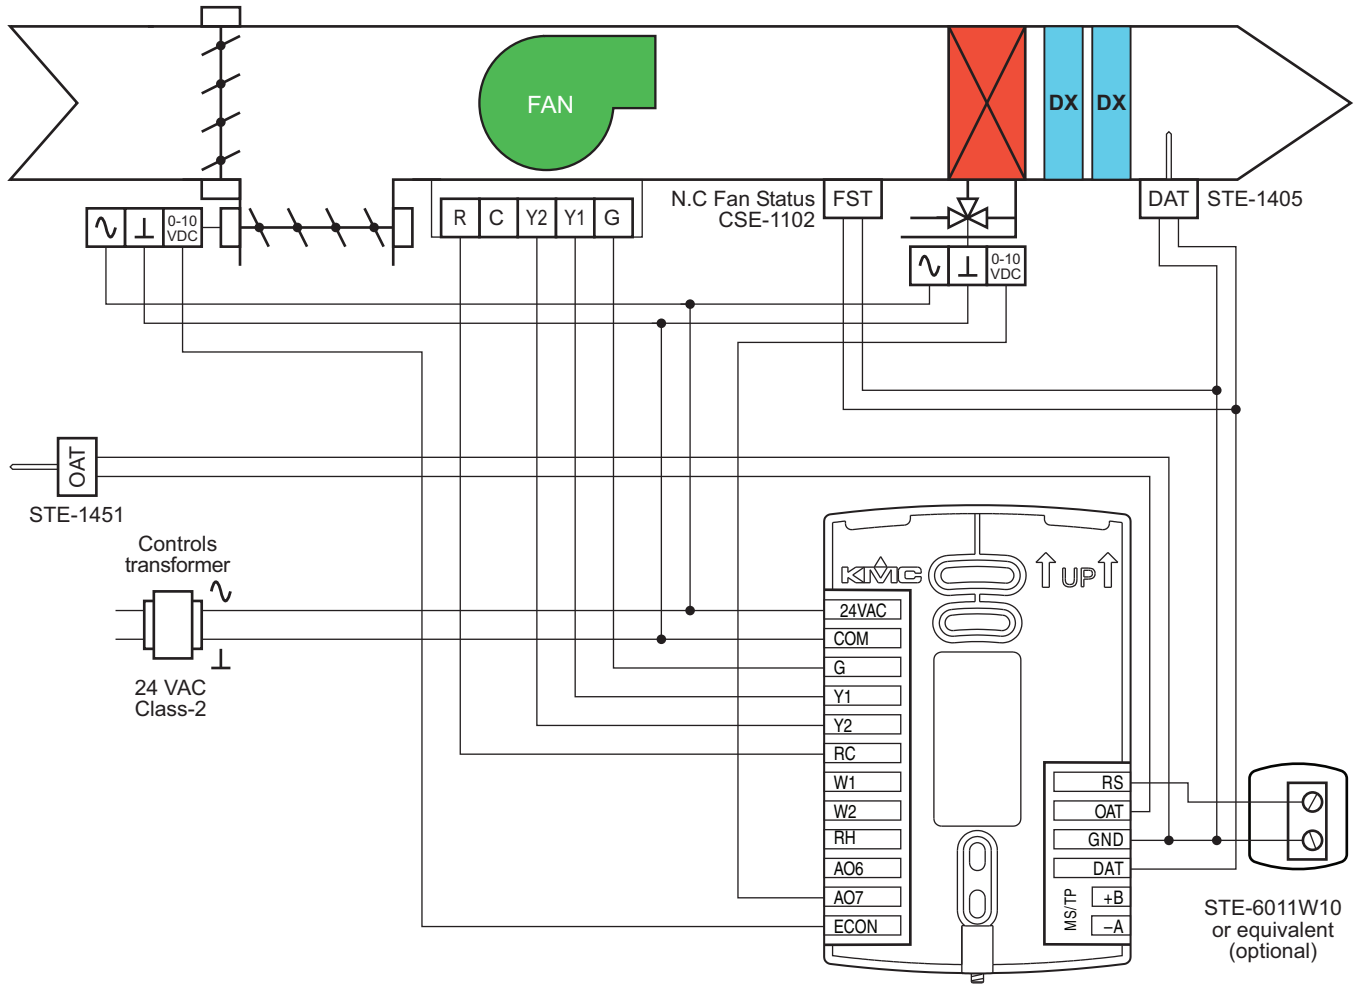 FAN
DX DX
0-10
VDC
R C Y2 Y1 G
N.C Fan Status
CSE-1102
FST
DAT
STE-1405
0-10
VDC
OAT
STE-1451
Controls
transformer
24 VAC
Class-2
KMC
UP
24VAC
COM
G
Y1
Y2
RC
W1
W2
RH
AO6
AO7
ECON
RS
OAT
GND
DAT
MS/TP
+B
–A
STE-6011W10
or equivalent
(optional)